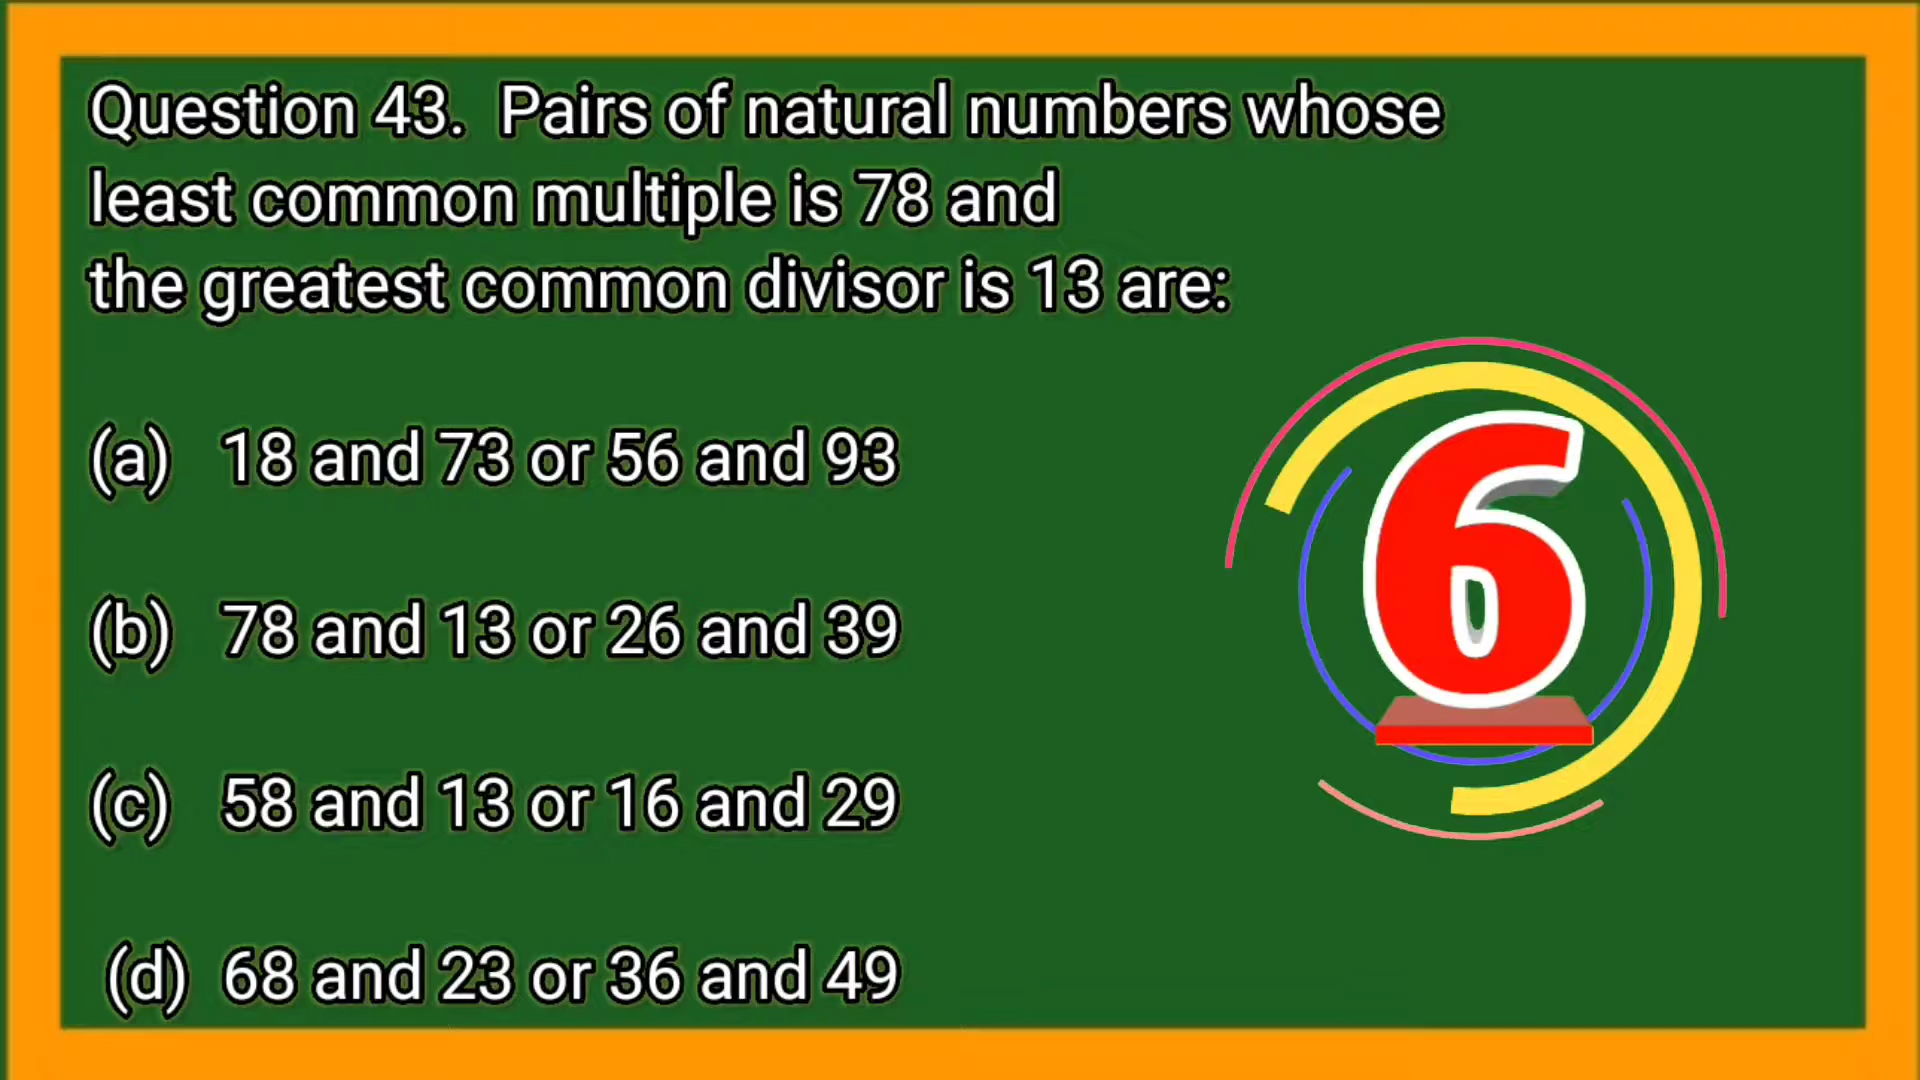 Question 43. Pairs of natural numbers whose
least common multiple is 78 and
the greatest common divisor is 13 are:
(a) 18 and 73 or 56 and 93
(b) 78 and 13 or 26 and 39
(c) 58 and 13 or 16 and 29
(d) 68 and 23 or 36 and 49
6